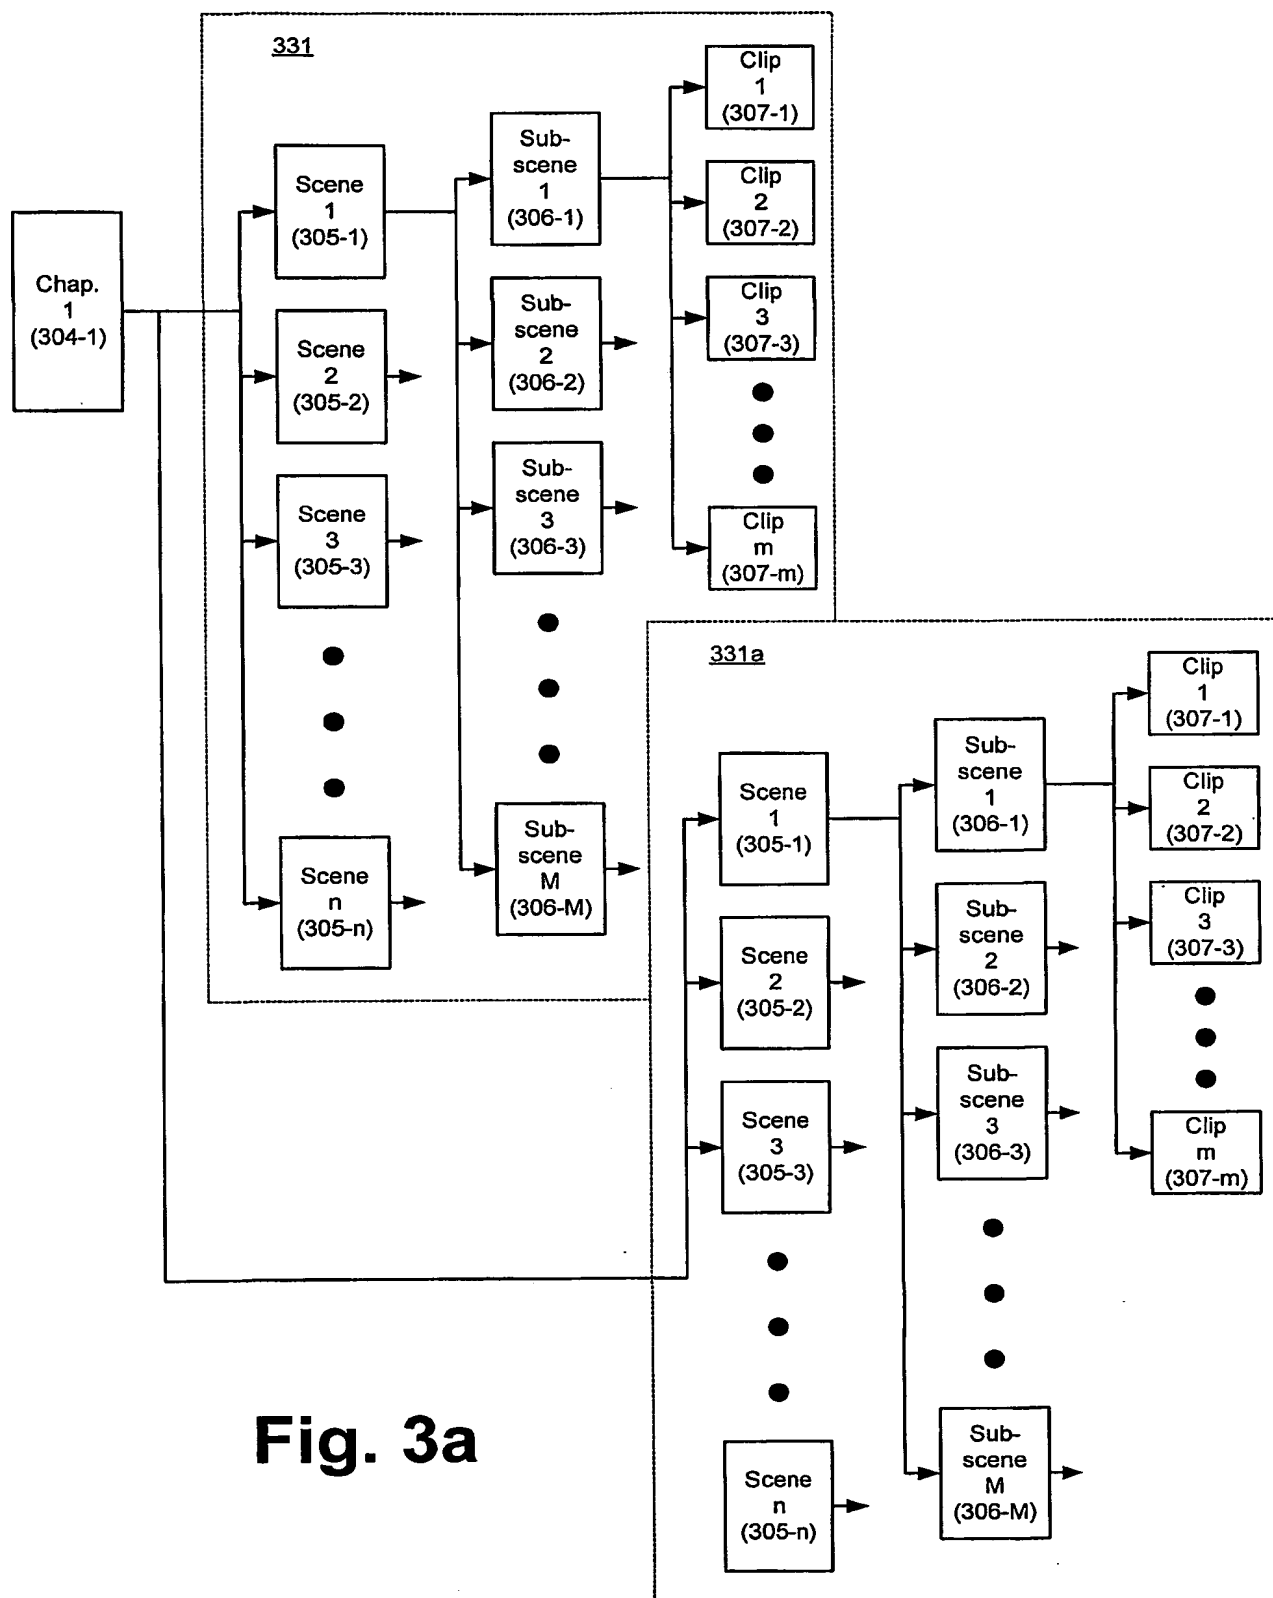 331
Chap.
1
(304-1)
Scene
1
(305-1)
Scene
2
(305-2)
Scene
3
(305-3)
Scene
n
(305-n)
Sub-
scene
1
(306-1)
Sub-
scene
2
(306-2)
Sub-
scene
3
(306-3)
Sub-
scene
M
(306-M)
Clip
1
(307-1)
Clip
2
(307-2)
Clip
3
(307-3)
Clip
m
(307-m)
331a
Scene
1
(305-1)
Scene
2
(305-2)
Scene
3
(305-3)
Scene
n
(305-n)
Sub-
scene
1
(306-1)
Sub-
scene
2
(306-2)
Sub-
scene
3
(306-3)
Sub-
scene
M
(306-M)
Clip
1
(307-1)
Clip
2
(307-2)
Clip
3
(307-3)
Clip
m
(307-m)
Fig. 3a